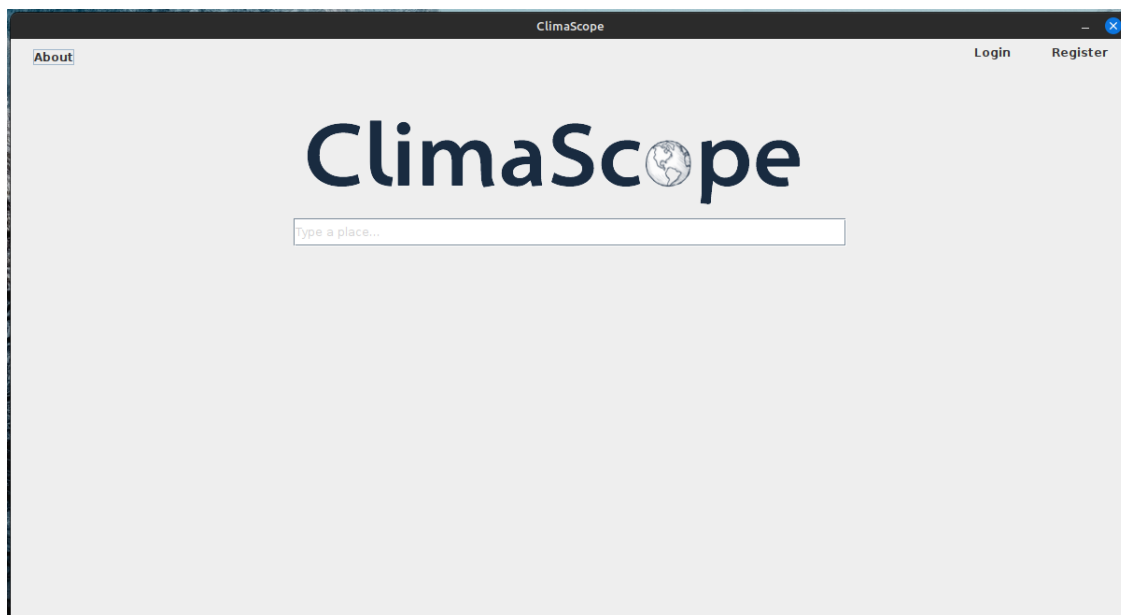 ClimaScope
About
Login
Register
ClimaScope
Type a place...